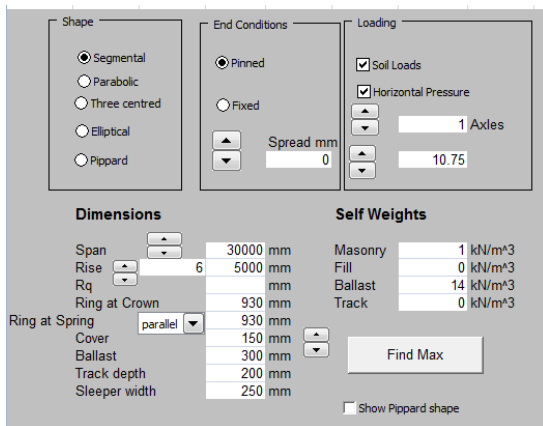 Shape
Segmental
Parabolic
Three centred
Elliptical
Pippard
End Conditions
Pinned
Fixed
Spread mm
0
Loading
Soil Loads
Horizontal Pressure
1 Axles
10.75
Dimensions
Span 30000 mm
Rise 6 5000 mm
Rq mm
Ring at Crown 930 mm
Ring at Spring parallel 930 mm
Cover 150 mm
Ballast 300 mm
Track depth 200 mm
Sleeper width 250 mm
Self Weights
Masonry 1 kN/m^3
Fill 0 kN/m^3
Ballast 14 kN/m^3
Track 0 kN/m^3
Find Max
Show Pippard shape